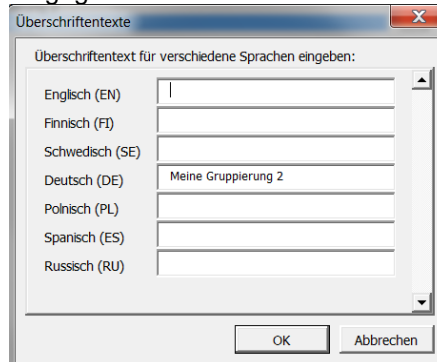 Überschriftentexte
Überschriftentext für verschiedene Sprachen eingeben:
Englisch (EN)
Finnisch (FI)
Schwedisch (SE)
Deutsch (DE) Meine Gruppierung 2
Polnisch (PL)
Spanisch (ES)
Russisch (RU)
OK Abbrechen